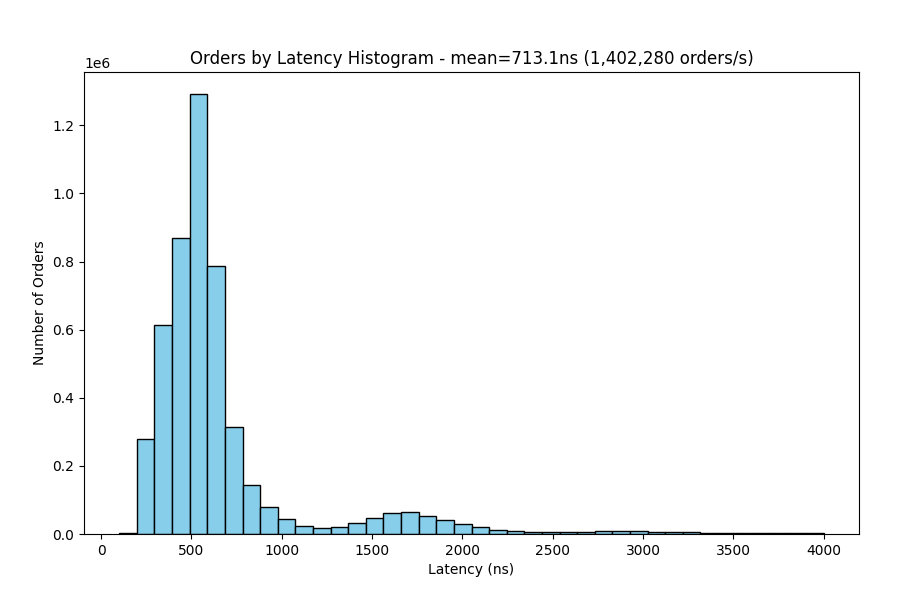 Orders by Latency Histogram - mean=713.1ns (1,402,280 orders/s)
1e6
1.2
1.0
0.8
0.6
0.4
0.2
0.0
Number of Orders
0 500 1000 1500 2000 2500 3000 3500 4000
Latency (ns)